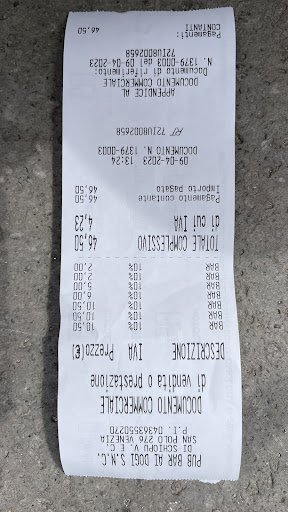 PUB BAR AI DOGI S.N.C.
DI SCHIOPU V. E C.
SAN POLO 276 VENEZIA
P.I. 04363550270
DOCUMENTO COMMERCIALE
di vendita o prestazione
DESCRIZIONE IVA Prezzo(€)
BAR 10% 10,50
BAR 10% 10,50
BAR 10% 10,50
BAR 10% 6,00
BAR 10% 5,00
BAR 10% 2,00
BAR 10% 2,00
TOTALE COMPLESSIVO 46,50
di cui IVA 4,23
Pagamento contante 46,50
Importo pagato 46,50
09-04-2023 13:24
DOCUMENTO N. 1379-0003
RT 72IU8002658
APPENDICE AL
DOCUMENTO COMMERCIALE
Documento di riferimento:
N. 1379-0003 del 09-04-2023
72IU8002658
Pagamenti:
CONTANTI 46,50